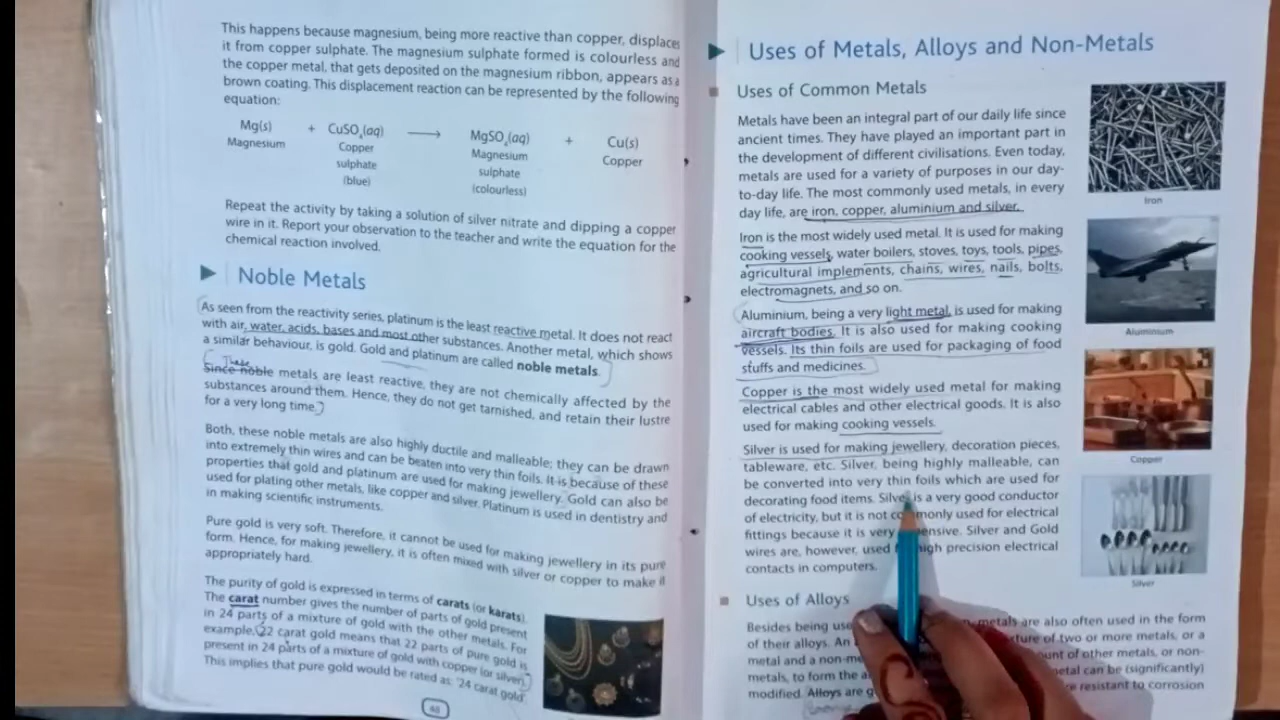 This happens because magnesium, being more reactive than copper, displaces
it from copper sulphate. The magnesium sulphate formed is colourless and
the copper metal, that gets deposited on the magnesium ribbon, appears as a
brown coating. This displacement reaction can be represented by the following
equation:
Mg(s) + CuSO4(aq) ⟶ MgSO4(aq) + Cu(s)
Magnesium Copper Magnesium Copper
sulphate sulphate
(blue) (colourless)
Repeat the activity by taking a solution of silver nitrate and dipping a copper
wire in it. Report your observation to the teacher and write the equation for the
chemical reaction involved.
Noble Metals
As seen from the reactivity series, platinum is the least reactive metal. It does not react
with air, water, acids, bases and most other substances. Another metal, which shows
a similar behaviour, is gold. Gold and platinum are called noble metals.
These
Since noble metals are least reactive, they are not chemically affected by the
substances around them. Hence, they do not get tarnished, and retain their lustre
for a very long time.
Both, these noble metals are also highly ductile and malleable; they can be drawn
into extremely thin wires and can be beaten into very thin foils. It is because of these
properties that gold and platinum are used for making jewellery. Gold can also be
used for plating other metals, like copper and silver. Platinum is used in dentistry and
in making scientific instruments.
Pure gold is very soft. Therefore, it cannot be used for making jewellery in its pure
form. Hence, for making jewellery, it is often mixed with silver or copper to make it
appropriately hard.
The purity of gold is expressed in terms of carats (or karats).
The carat number gives the number of parts of gold present
in 24 parts of a mixture of gold with the other metals. For
example, 22 carat gold means that 22 parts of pure gold is
present in 24 parts of a mixture of gold with copper (or silver).
This implies that pure gold would be rated as '24 carat gold'
48
Uses of Metals, Alloys and Non-Metals
Uses of Common Metals
Metals have been an integral part of our daily life since
ancient times. They have played an important part in
the development of different civilisations. Even today,
metals are used for a variety of purposes in our day-
to-day life. The most commonly used metals, in every
day life, are iron, copper, aluminium and silver.
Iron
Iron is the most widely used metal. It is used for making
cooking vessels, water boilers, stoves, toys, tools, pipes,
agricultural implements, chains, wires, nails, bolts,
electromagnets, and so on.
Aluminium, being a very light metal, is used for making
aircraft bodies. It is also used for making cooking
vessels. Its thin foils are used for packaging of food
stuffs and medicines.
Aluminium
Copper is the most widely used metal for making
electrical cables and other electrical goods. It is also
used for making cooking vessels.
Copper
Silver is used for making jewellery, decoration pieces,
tableware, etc. Silver, being highly malleable, can
be converted into very thin foils which are used for
decorating food items. Silver is a very good conductor
of electricity, but it is not commonly used for electrical
fittings because it is very ensive. Silver and Gold
wires are, however, used high precision electrical
contacts in computers.
Silver
Uses of Alloys
Besides being use metals are also often used in the form
of their alloys. An ture of two or more metals, or a
metal and a non-me ount of other metals, or non-
metals, to form the a etal can be (significantly)
modified. Alloys are g re resistant to corrosion